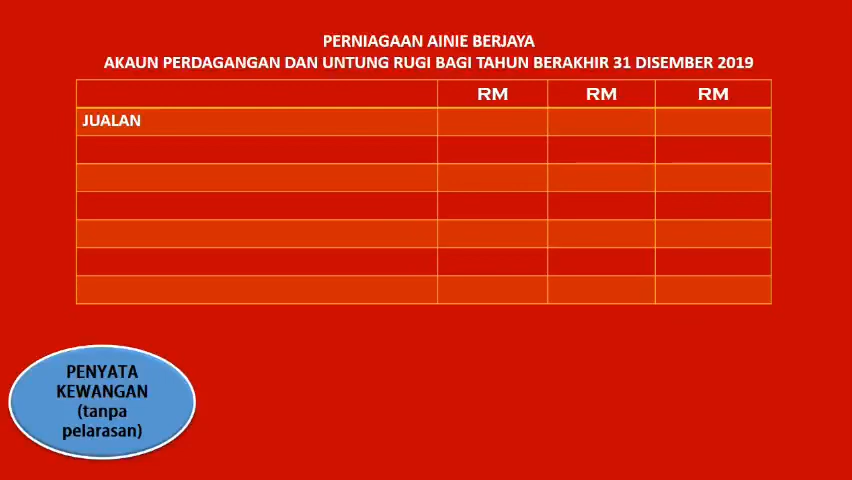 PERNIAGAAN AINIE BERJAYA
AKAUN PERDAGANGAN DAN UNTUNG RUGI BAGI TAHUN BERAKHIR 31 DISEMBER 2019
RM RM RM
JUALAN
PENYATA
KEWANGAN
(tanpa
pelarasan)